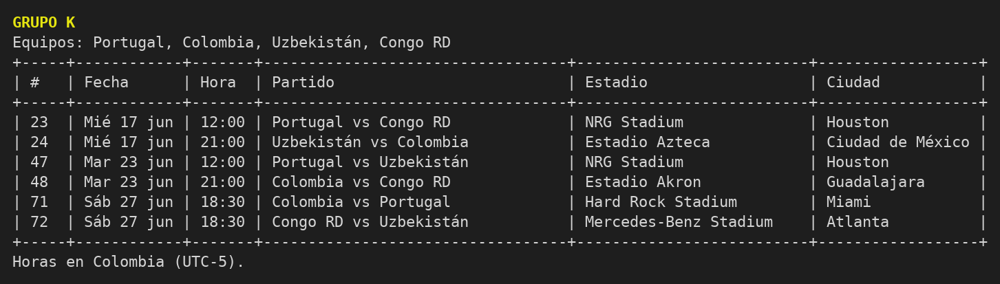 GRUPO K
Equipos: Portugal, Colombia, Uzbekistán, Congo RD
+-----+------------+-------+----------------------------------+--------------------------+------------------+
| #   | Fecha      | Hora  | Partido                          | Estadio                  | Ciudad           |
+-----+------------+-------+----------------------------------+--------------------------+------------------+
| 23  | Mié 17 jun | 12:00 | Portugal vs Congo RD             | NRG Stadium              | Houston          |
| 24  | Mié 17 jun | 21:00 | Uzbekistán vs Colombia           | Estadio Azteca           | Ciudad de México |
| 47  | Mar 23 jun | 12:00 | Portugal vs Uzbekistán           | NRG Stadium              | Houston          |
| 48  | Mar 23 jun | 21:00 | Colombia vs Congo RD             | Estadio Akron            | Guadalajara      |
| 71  | Sáb 27 jun | 18:30 | Colombia vs Portugal             | Hard Rock Stadium        | Miami            |
| 72  | Sáb 27 jun | 18:30 | Congo RD vs Uzbekistán           | Mercedes-Benz Stadium    | Atlanta          |
+-----+------------+-------+----------------------------------+--------------------------+------------------+
Horas en Colombia (UTC-5).